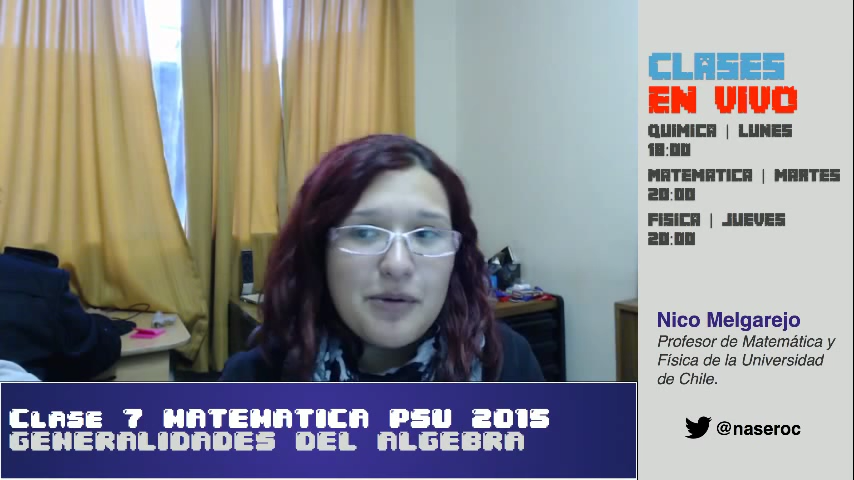 CLASES
EN VIVO
QUIMICA | LUNES
18:00
MATEMATICA | MARTES
20:00
FISICA | JUEVES
20:00
Nico Melgarejo
Profesor de Matemática y
Física de la Universidad
de Chile.
@naseroc
Clase 7 MATEMATICA PSU 2015
GENERALIDADES DEL ALGEBRA